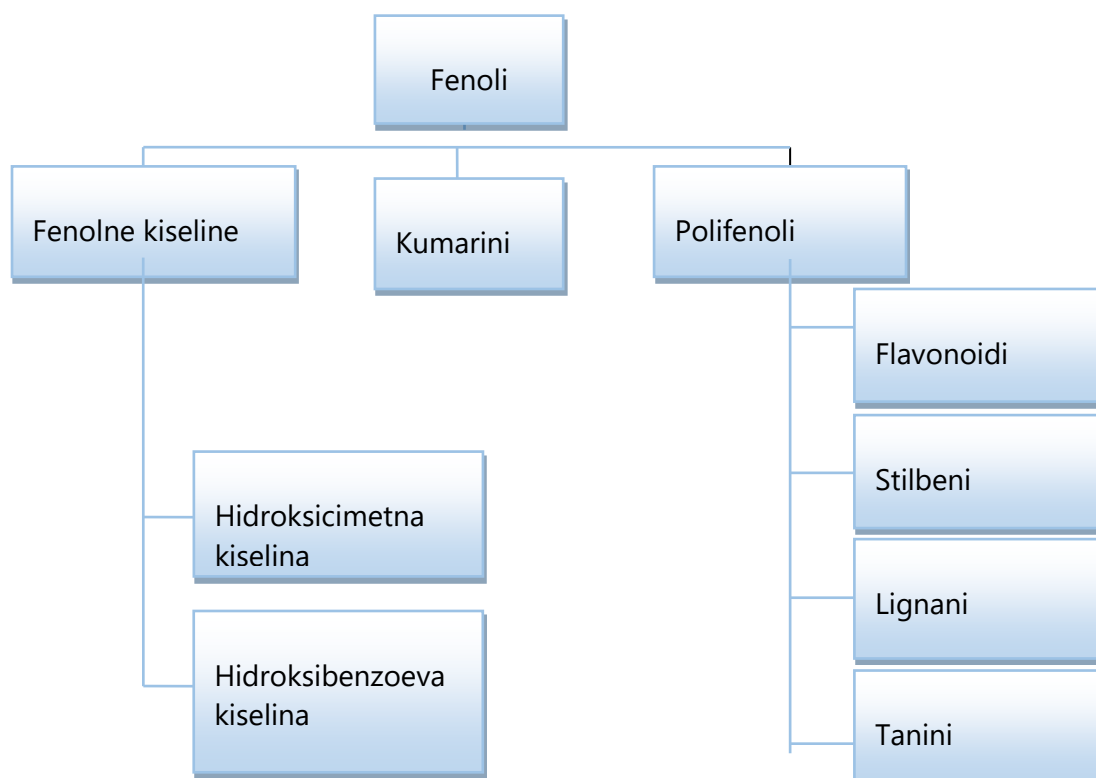 Fenoli
Fenolne kiseline
Kumarini
Polifenoli
Flavonoidi
Stilbeni
Hidroksicimetna
kiselina
Lignani
Hidroksibenzoeva
kiselina
Tanini